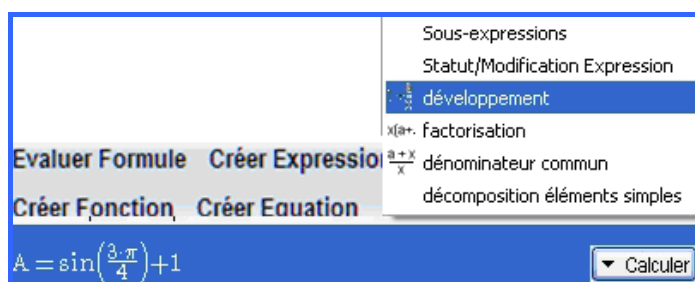 Sous-expressions
Statut/Modification Expression
développement
x(a+. factorisation
a+x/x dénominateur commun
décomposition éléments simples
Evaluer Formule Créer Expressio
Créer Fonction Créer Equation
A = sin(3·π/4)+1
Calculer